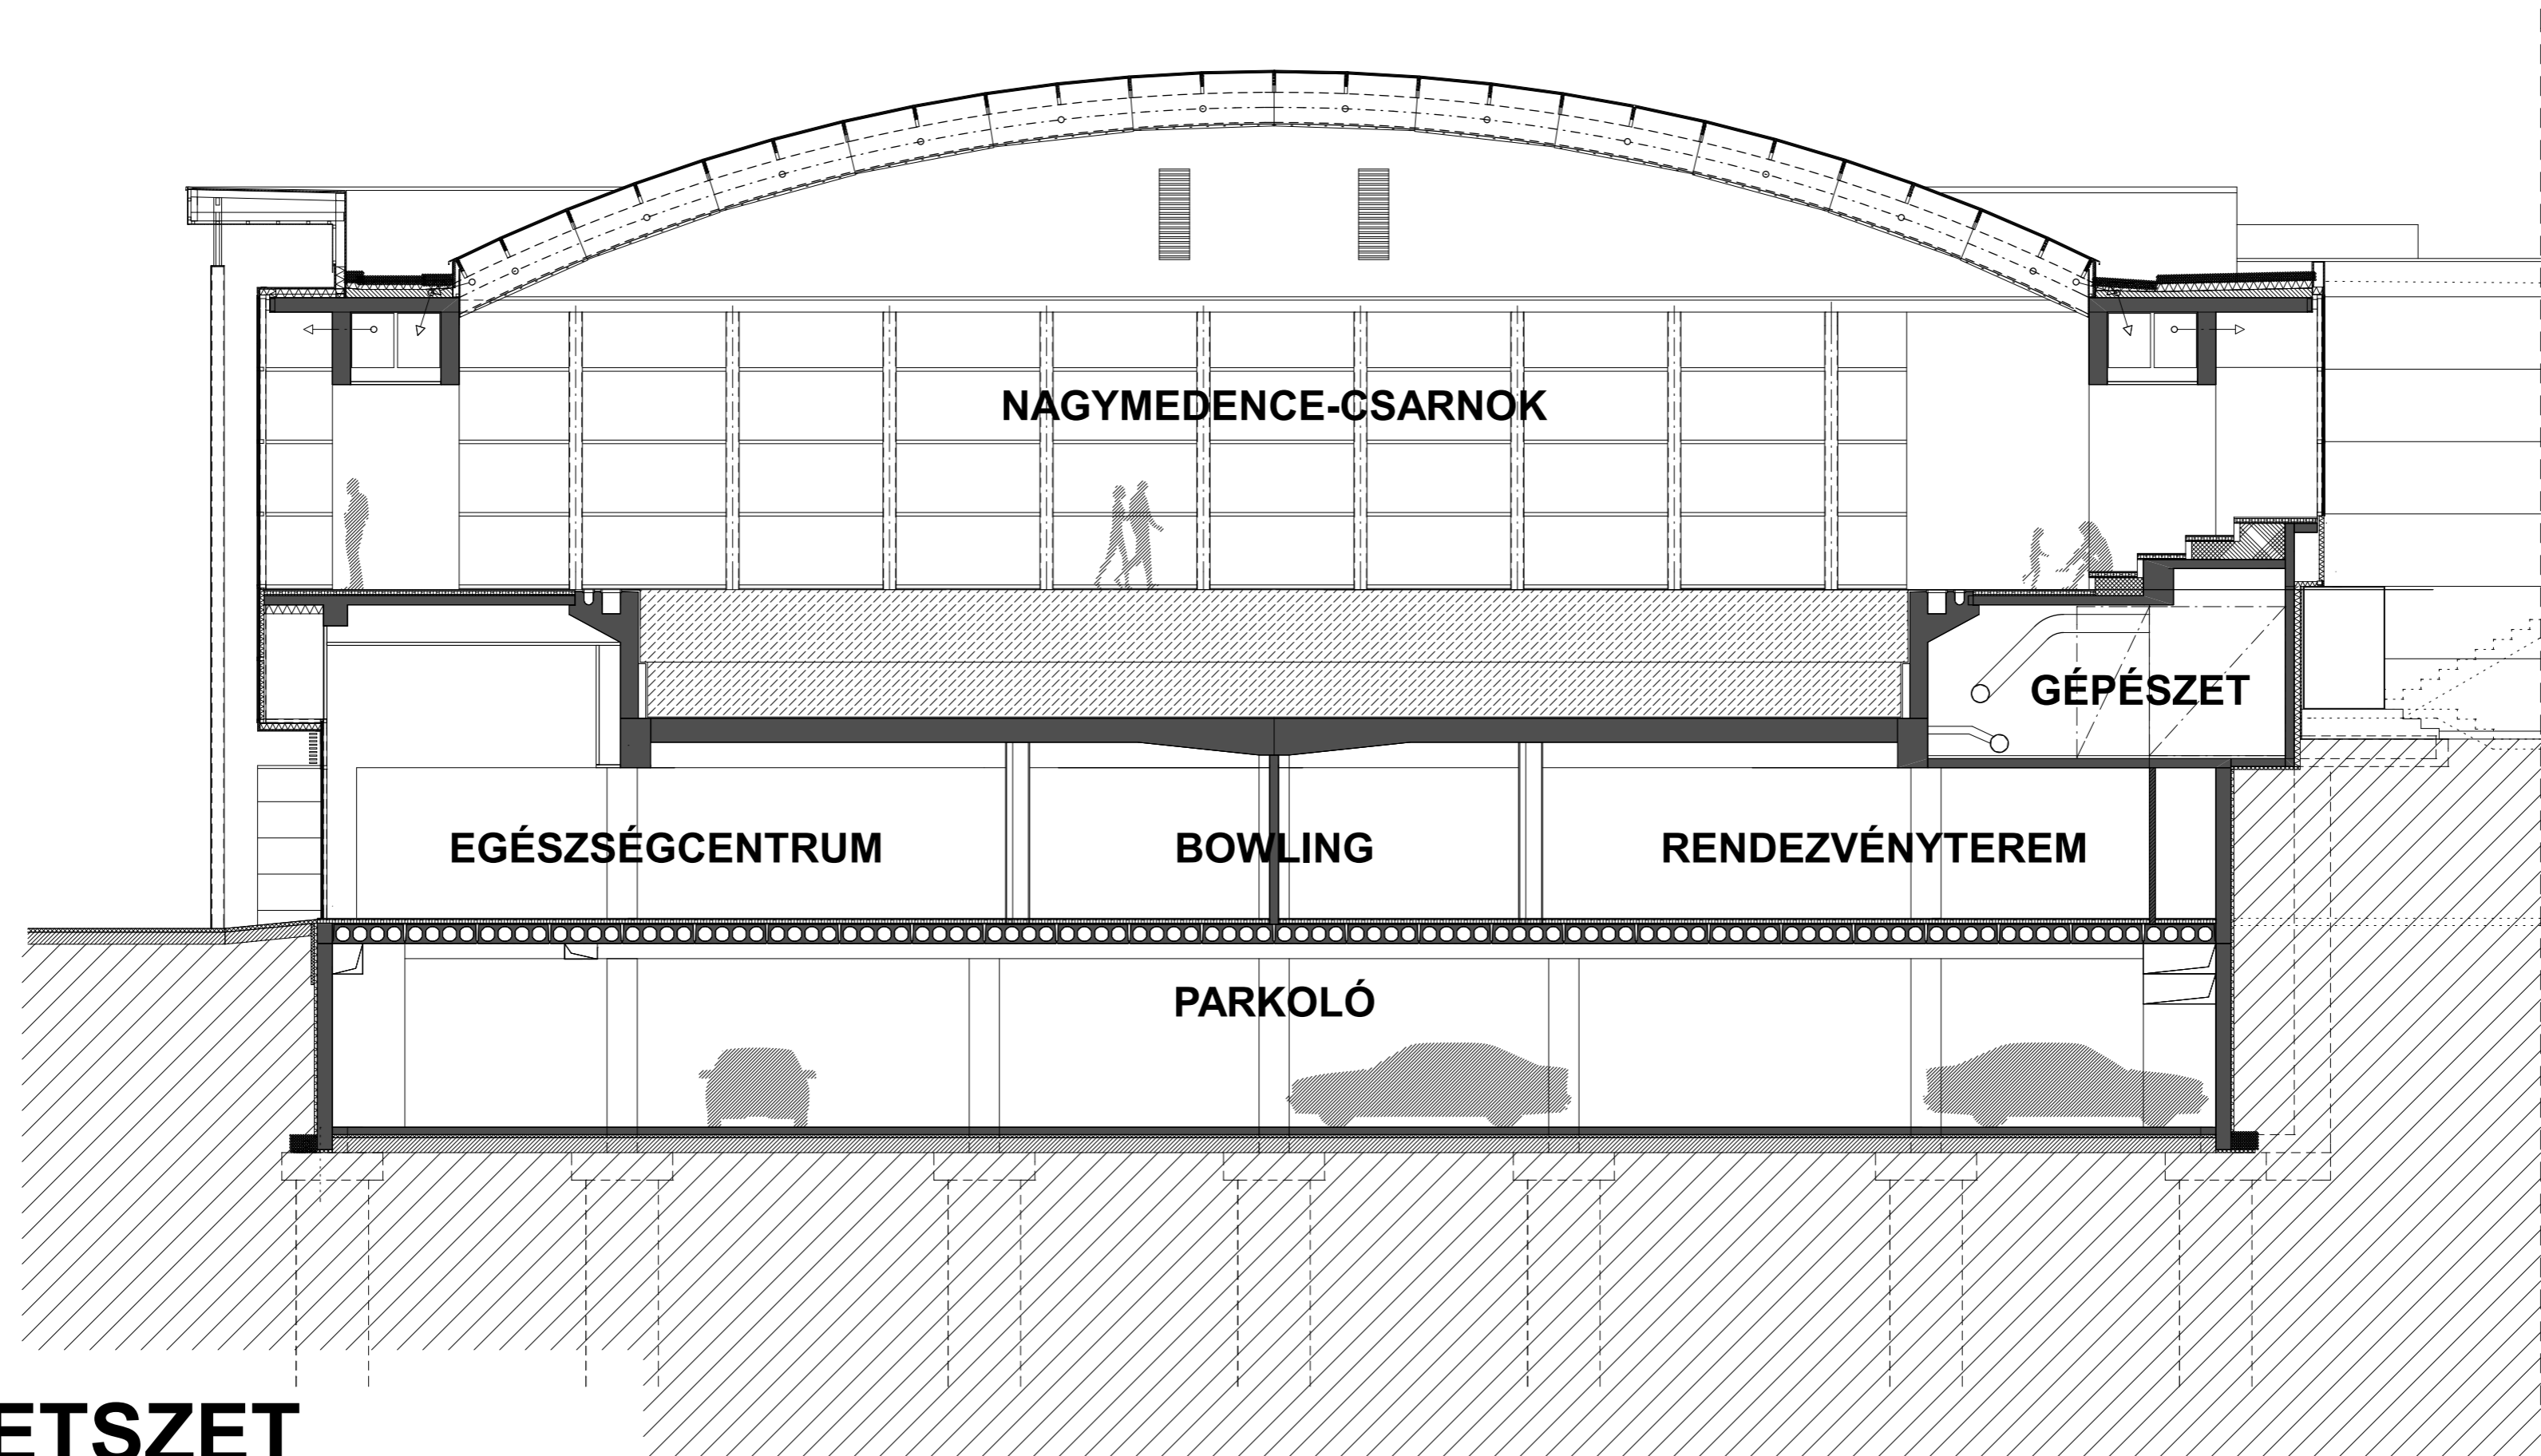 NAGYMEDENCE-CSARNOK
GÉPÉSZET
EGÉSZSÉGCENTRUM
BOWLING
RENDEZVÉNYTEREM
PARKOLÓ
ETSZET